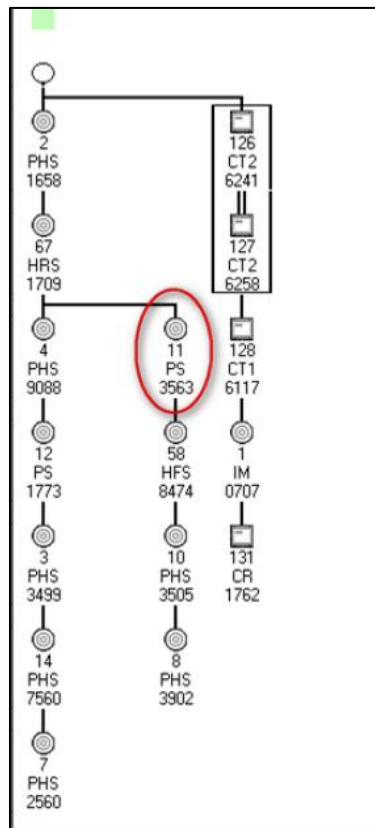 2
PHS
1658
67
HRS
1709
4
PHS
9088
12
PS
1773
3
PHS
3499
14
PHS
7560
7
PHS
2560
11
PS
3563
58
HFS
8474
10
PHS
3505
8
PHS
3902
126
CT2
6241
127
CT2
6258
128
CT1
6117
1
IM
0707
131
CR
1762